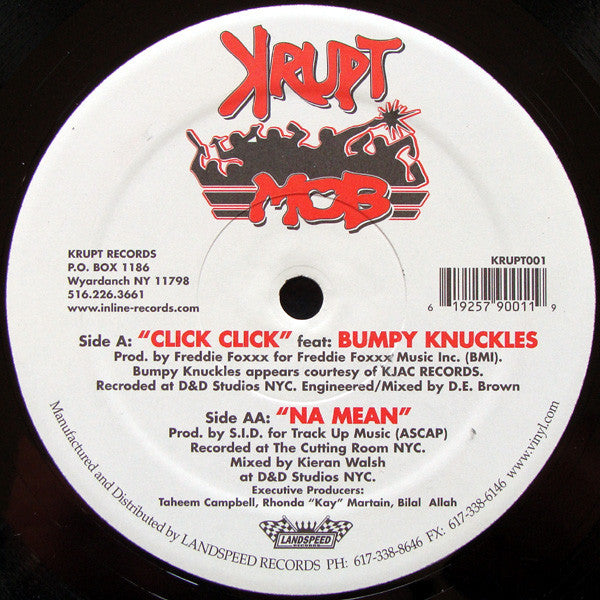 KRUPT
MOB
KRUPT RECORDS
P.O. BOX 1186
Wyardanch NY 11798
516.226.3661
www.inline-records.com
KRUPT001
6 19257 90011 9
Side A: “CLICK CLICK” feat: BUMPY KNUCKLES
Prod. by Freddie Foxxx for Freddie Foxxx Music Inc. (BMI).
Bumpy Knuckles appears courtesy of KJAC RECORDS.
Recroded at D&D Studios NYC. Engineered/Mixed by D.E. Brown
Side AA: “NA MEAN”
Prod. by S.I.D. for Track Up Music (ASCAP)
Recorded at The Cutting Room NYC.
Mixed by Kieran Walsh
at D&D Studios NYC.
Executive Producers:
Taheem Campbell, Rhonda “Kay” Martain, Bilal Allah
LANDSPEED
RECORDS
Manufactured and Distributed by LANDSPEED RECORDS PH: 617-338-8646 FX: 617-338-6146 www.vinyl.com